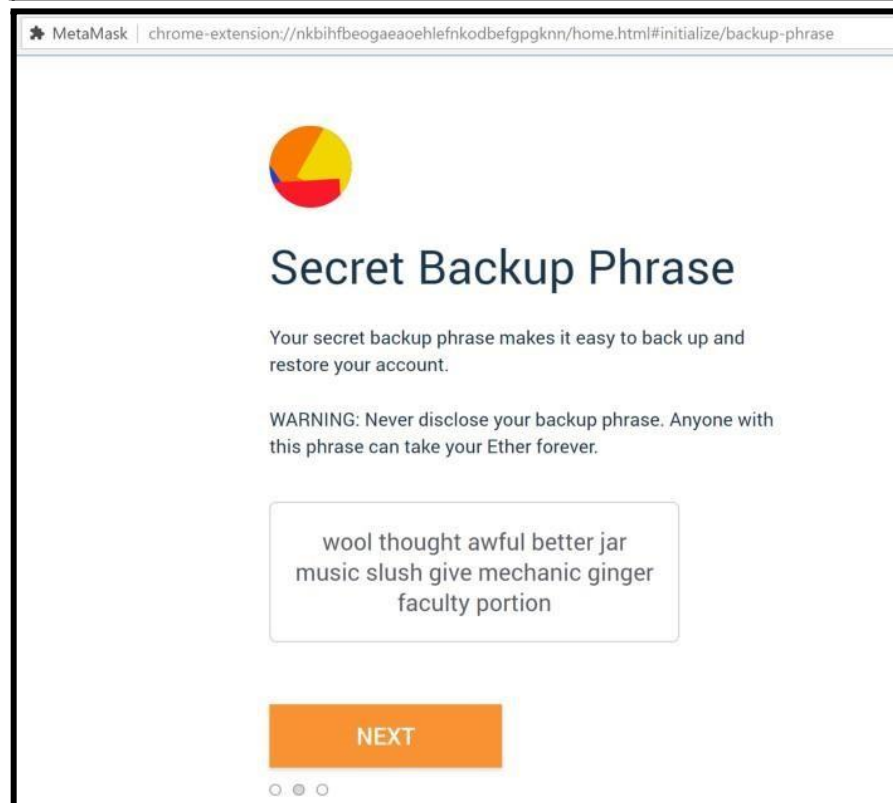 MetaMask chrome-extension://nkbihfbeogaeaoehlefnkodbefgpgknn/home.html#initialize/backup-phrase
Secret Backup Phrase
Your secret backup phrase makes it easy to back up and
restore your account.
WARNING: Never disclose your backup phrase. Anyone with
this phrase can take your Ether forever.
wool thought awful better jar
music slush give mechanic ginger
faculty portion
NEXT